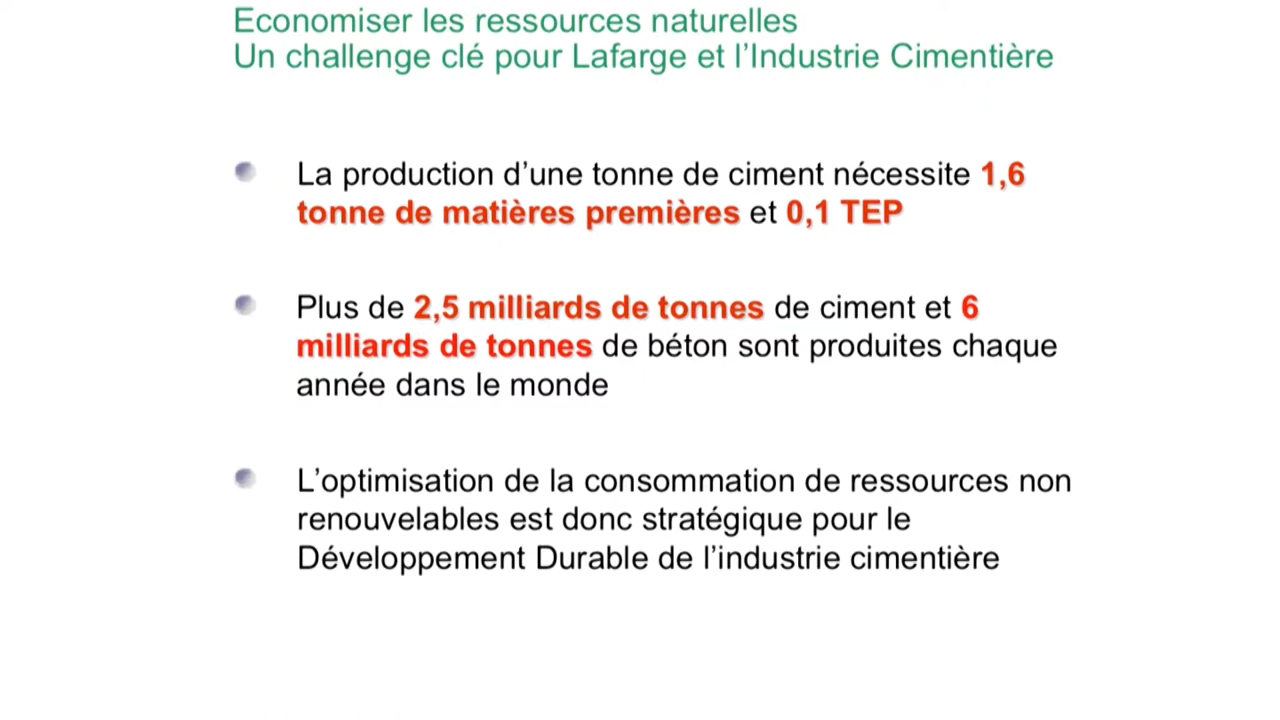 Economiser les ressources naturelles
Un challenge clé pour Lafarge et l’Industrie Cimentière
La production d’une tonne de ciment nécessite 1,6
tonne de matières premières et 0,1 TEP
Plus de 2,5 milliards de tonnes de ciment et 6
milliards de tonnes de béton sont produites chaque
année dans le monde
L’optimisation de la consommation de ressources non
renouvelables est donc stratégique pour le
Développement Durable de l’industrie cimentière